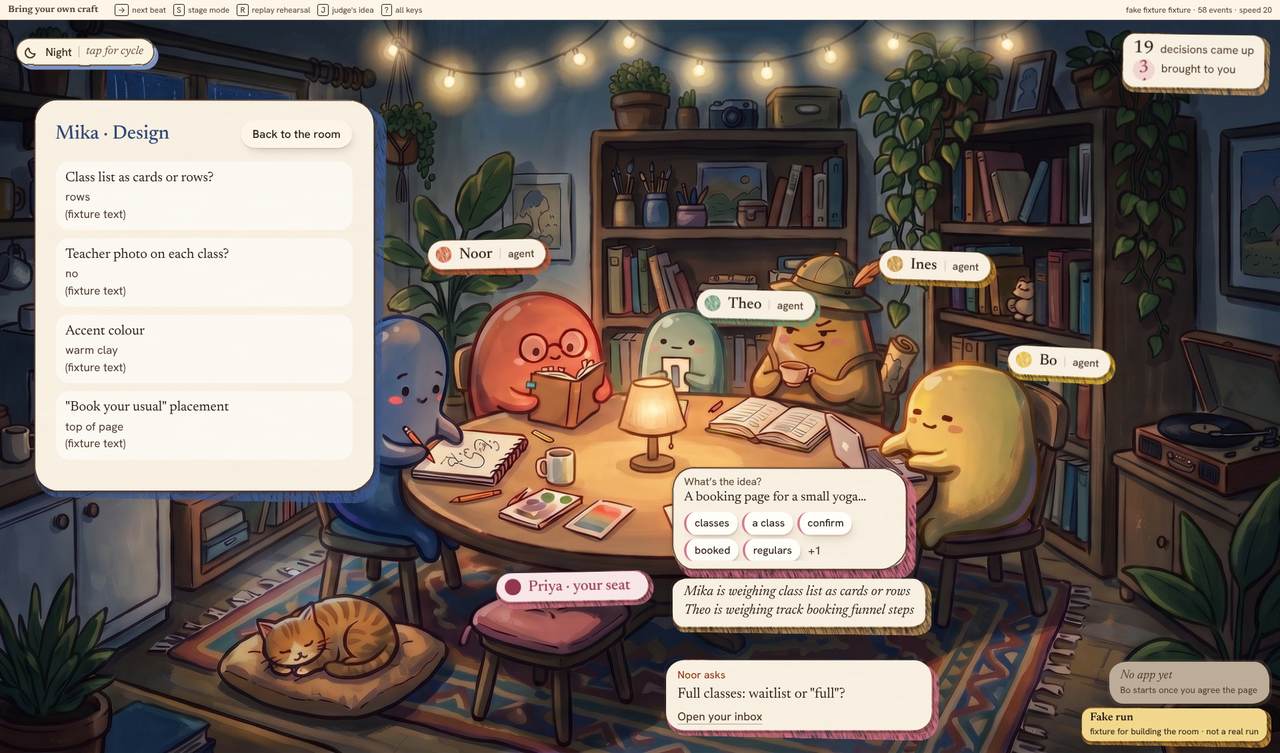 Bring your own craft
→ next beat
S stage mode
R replay rehearsal
J judge's idea
? all keys
fake fixture fixture · 58 events · speed 20
Night
tap for cycle
19 decisions came up
3 brought to you
Mika · Design
Back to the room
Class list as cards or rows?
rows
(fixture text)
Teacher photo on each class?
no
(fixture text)
Accent colour
warm clay
(fixture text)
"Book your usual" placement
top of page
(fixture text)
Noor
agent
Theo
agent
Ines
agent
Bo
agent
What's the idea?
A booking page for a small yoga...
classes
a class
confirm
booked
regulars
+1
Priya · your seat
Mika is weighing class list as cards or rows
Theo is weighing track booking funnel steps
Noor asks
Full classes: waitlist or "full"?
Open your inbox
No app yet
Bo starts once you agree the page
Fake run
fixture for building the room · not a real run